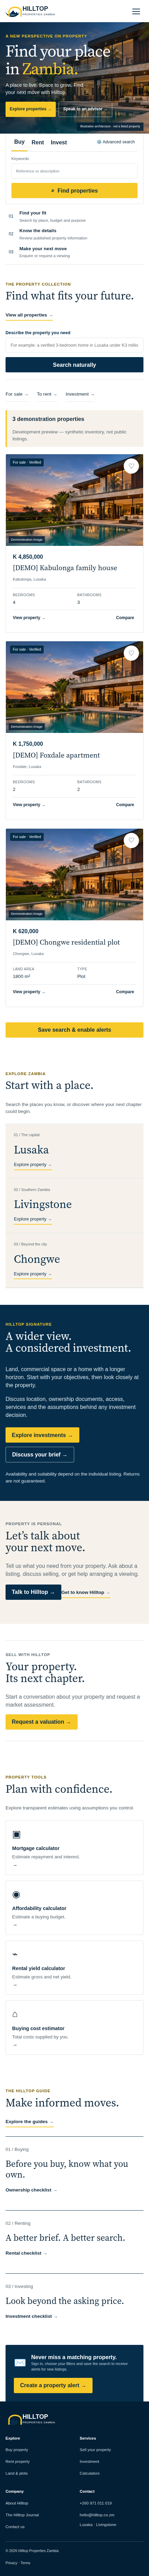 HILLTOP
PROPERTIES ZAMBIA
A NEW PERSPECTIVE ON PROPERTY
Find your place
in Zambia.
A place to live. Space to grow. Find
your next move with Hilltop.
Explore properties →
Speak to an advisor →
Illustrative architecture · not a listed property
Buy Rent Invest
Advanced search
Keywords
Reference or description
Find properties
01 Find your fit
Search by place, budget and purpose
02 Know the details
Review published property information
03 Make your next move
Enquire or request a viewing
THE PROPERTY COLLECTION
Find what fits your future.
View all properties →
Describe the property you need
For example: a verified 3-bedroom home in Lusaka under K3 millio
Search naturally
For sale → To rent → Investment →
3 demonstration properties
Development preview — synthetic inventory, not public
listings.
For sale · Verified
Demonstration image
K 4,850,000
[DEMO] Kabulonga family house
Kabulonga, Lusaka
BEDROOMS BATHROOMS
4 3
View property → Compare
For sale · Verified
Demonstration image
K 1,750,000
[DEMO] Foxdale apartment
Foxdale, Lusaka
BEDROOMS BATHROOMS
2 2
View property → Compare
For sale · Verified
Demonstration image
K 620,000
[DEMO] Chongwe residential plot
Chongwe, Lusaka
LAND AREA TYPE
1800 m² Plot
View property → Compare
Save search & enable alerts
EXPLORE ZAMBIA
Start with a place.
Search the places you know, or discover where your next chapter
could begin.
01 / The capital
Lusaka
Explore property →
02 / Southern Zambia
Livingstone
Explore property →
03 / Beyond the city
Chongwe
Explore property →
HILLTOP SIGNATURE
A wider view.
A considered investment.
Land, commercial space or a home with a longer
horizon. Start with your objectives, then look closely at
the property.
Discuss location, ownership documents, access,
services and the assumptions behind any investment
decision.
Explore investments →
Discuss your brief →
Availability and suitability depend on the individual listing. Returns
are not guaranteed.
PROPERTY IS PERSONAL
Let's talk about
your next move.
Tell us what you need from your property. Ask about a
listing, discuss selling, or get help arranging a viewing.
Talk to Hilltop →
Get to know Hilltop →
SELL WITH HILLTOP
Your property.
Its next chapter.
Start a conversation about your property and request a
market assessment.
Request a valuation →
PROPERTY TOOLS
Plan with confidence.
Explore transparent estimates using assumptions you control.
Mortgage calculator
Estimate repayment and interest.
→
Affordability calculator
Estimate a buying budget.
→
Rental yield calculator
Estimate gross and net yield.
→
Buying cost estimator
Total costs supplied by you.
→
THE HILLTOP GUIDE
Make informed moves.
Explore the guides →
01 / Buying
Before you buy, know what you
own.
Ownership checklist →
02 / Renting
A better brief. A better search.
Rental checklist →
03 / Investing
Look beyond the asking price.
Investment checklist →
Never miss a matching property.
Sign in, choose your filters and save the search to receive
alerts for new listings.
Create a property alert →
HILLTOP
PROPERTIES ZAMBIA
Explore Services
Buy property Sell your property
Rent property Investment
Land & plots Calculators
Company Contact
About Hilltop +260 971 011 019
The Hilltop Journal hello@hilltop.co.zm
Contact us Lusaka · Livingstone
© 2026 Hilltop Properties Zambia
Privacy Terms